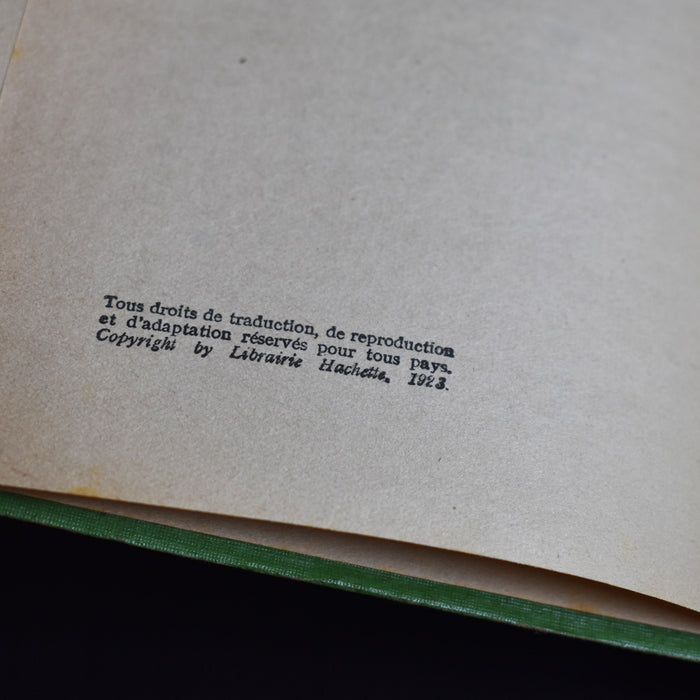 Tous droits de traduction, de reproduction
et d'adaptation réservés pour tous pays.
Copyright by Librairie Hachette. 1923.